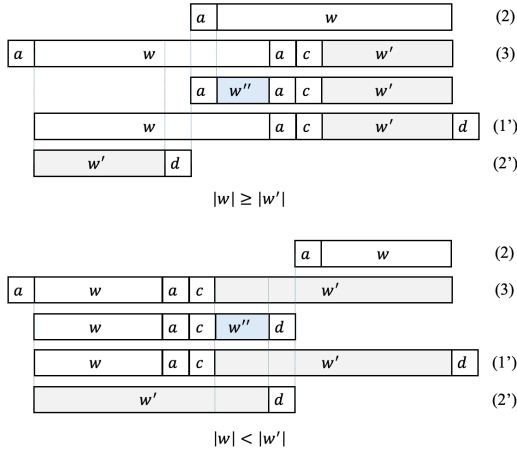 a w (2)
a w a c w′ (3)
a w″ a c w′
w a c w′ d (1’)
w′ d (2’)
|w| ≥ |w′|
a w (2)
a w a c w′ (3)
w a c w″ d
w a c w′ d (1’)
w′ d (2’)
|w| < |w′|